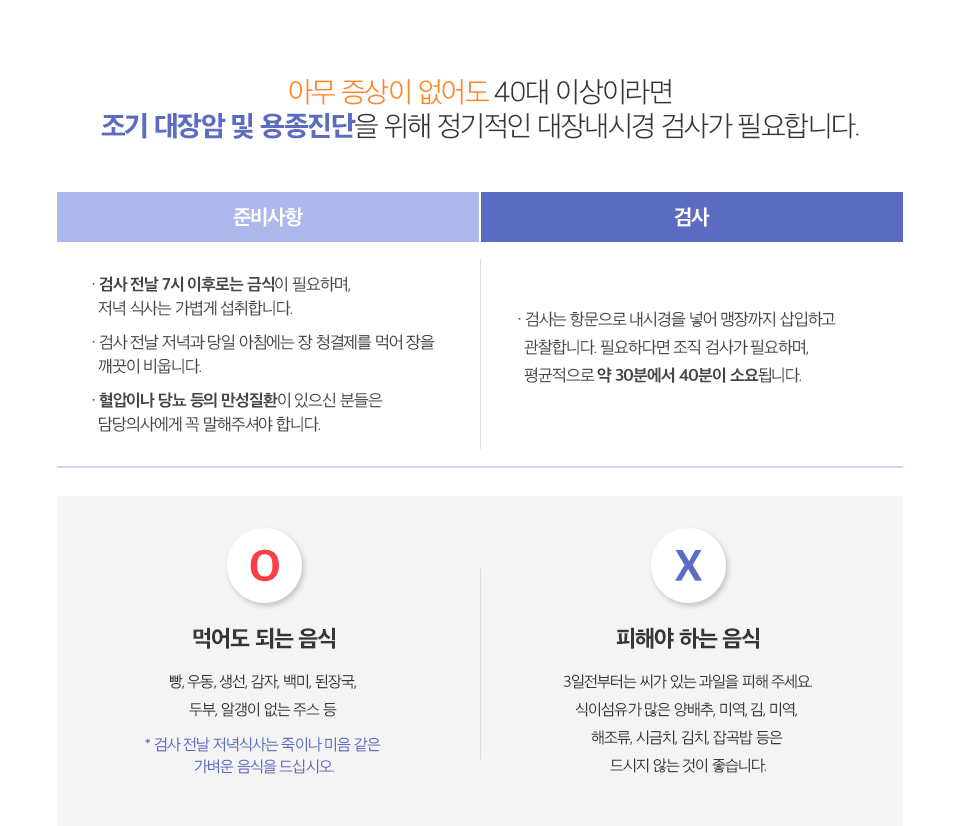 아무 증상이 없어도 40대 이상이라면
조기 대장암 및 용종진단을 위해 정기적인 대장내시경 검사가 필요합니다.
준비사항
검사
· 검사 전날 7시 이후로는 금식이 필요하며,
저녁 식사는 가볍게 섭취합니다.
· 검사 전날 저녁과 당일 아침에는 장 청결제를 먹어 장을
깨끗이 비웁니다.
· 혈압이나 당뇨 등의 만성질환이 있으신 분들은
담당의사에게 꼭 말해주셔야 합니다.
· 검사는 항문으로 내시경을 넣어 맹장까지 삽입하고
관찰합니다. 필요하다면 조직 검사가 필요하며,
평균적으로 약 30분에서 40분이 소요됩니다.
O
먹어도 되는 음식
빵, 우동, 생선, 감자, 백미, 된장국,
두부, 알갱이 없는 주스 등
* 검사 전날 저녁식사는 죽이나 미음 같은
가벼운 음식을 드십시오.
X
피해야 하는 음식
3일전부터는 씨가 있는 과일을 피해 주세요.
식이섬유가 많은 양배추, 미역, 김, 미역,
해조류, 시금치, 김치, 잡곡밥 등은
드시지 않는 것이 좋습니다.